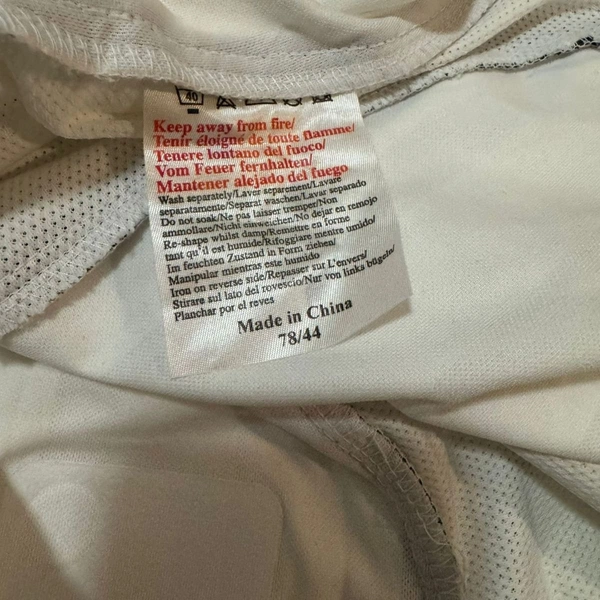 40
Keep away from fire/
Tenir éloigné de toute flamme/
Tenere lontano del fuoco/
Vom Feuer fernhalten/
Mantener alejado del fuego
Wash separately/Laver separement/Lavare
separatamente/Separat waschen/Lavar separado
Do not soak/Ne pas laisser tremper/Non
ammollare/Nicht einweichen/No dejar en remojo
Re-shape whilst damp/Remettre en forme
tant qu'il est humide/Rifoggiare mentre umido/
Im feuchten Zustand in Form ziehen/
Manipular mientras este humido
Iron on reverse side/Repasser sur L'envers/
Stirare sul lato del rovescio/Nur von links bügeln/
Planchar por el reves
Made in China
78/44